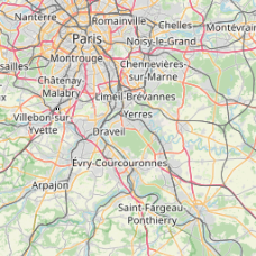 Nanterre
Romainville
Chelles
Montévrain
Paris
Noisy-le-Grand
Montrouge
Chennevières-
sur-Marne
Châtenay
Malabry
Limeil-Brévannes
Yerres
Villebon-sur-
Yvette
Draveil
Évry-Courcouronnes
Arpajon
Saint-Fargeau-
Ponthierry